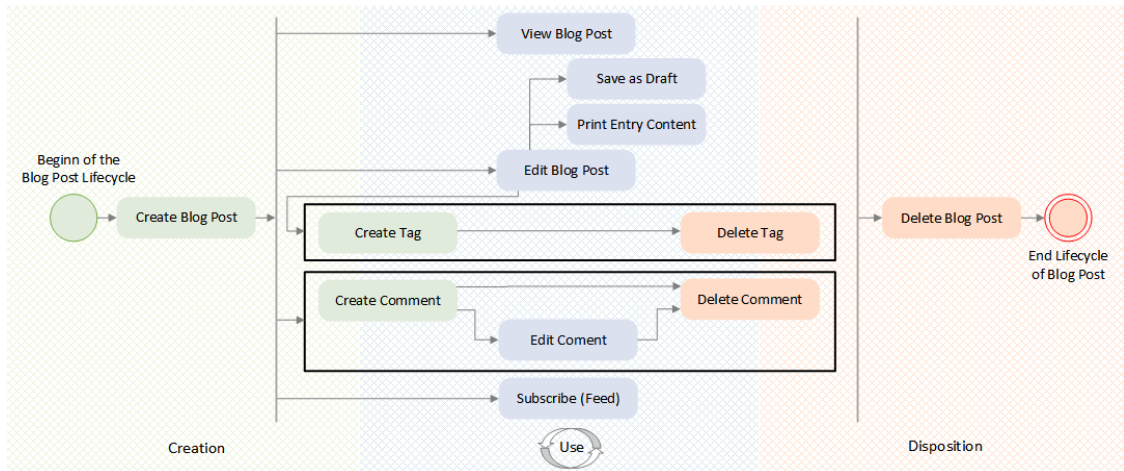 View Blog Post
Save as Draft
Print Entry Content
Beginn of the
Blog Post Lifecycle
Edit Blog Post
Create Blog Post
Create Tag
Delete Tag
Delete Blog Post
End Lifecycle
of Blog Post
Create Comment
Delete Comment
Edit Coment
Subscribe (Feed)
Creation
Use
Disposition